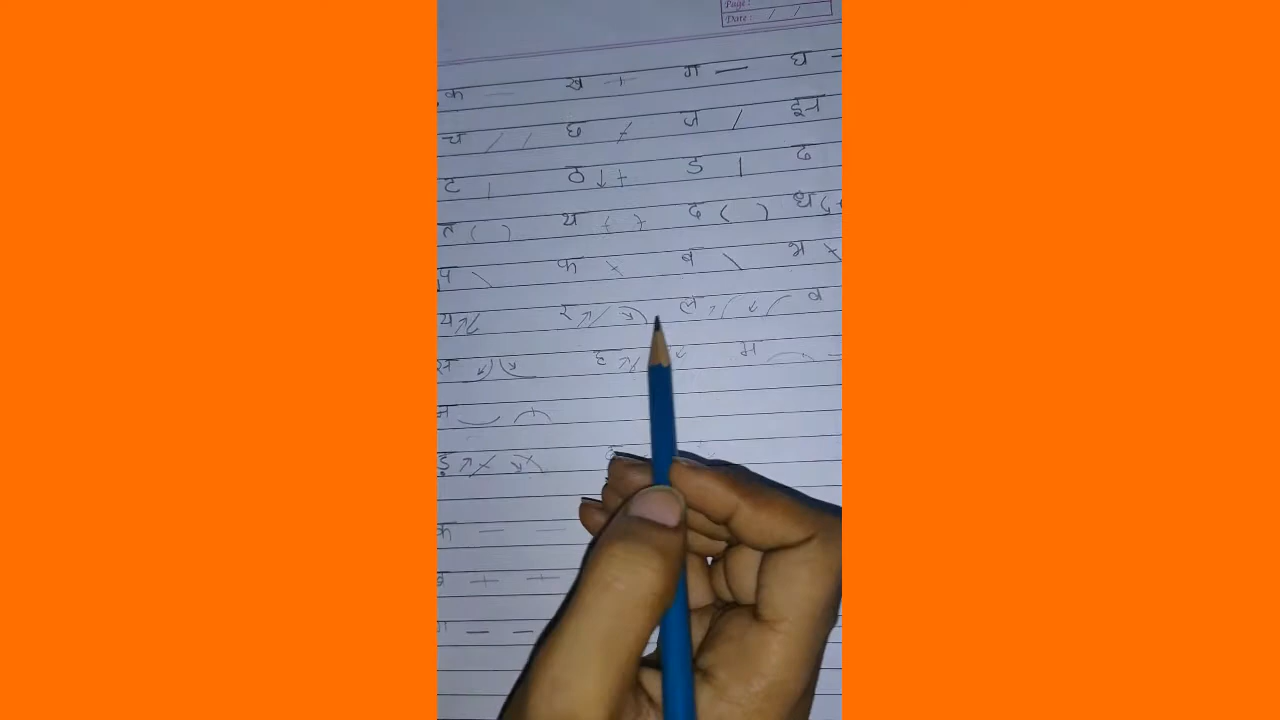 Page :
Date : / /
क — ख + ग — घ —
च / / छ ⌿ ज / झ
ट | ठ ↓ + ड | ढ
त ( ) थ ( ) द ( ) ध (
प \ फ × ब \ भ ×
य ↗ र ↗ / ↘ ल ↗ ( ↙ ( व
स ह ↗ ↙ म ⌒
न ‿
ड़ ↗ ↘
क — —
ख + +
ग — —